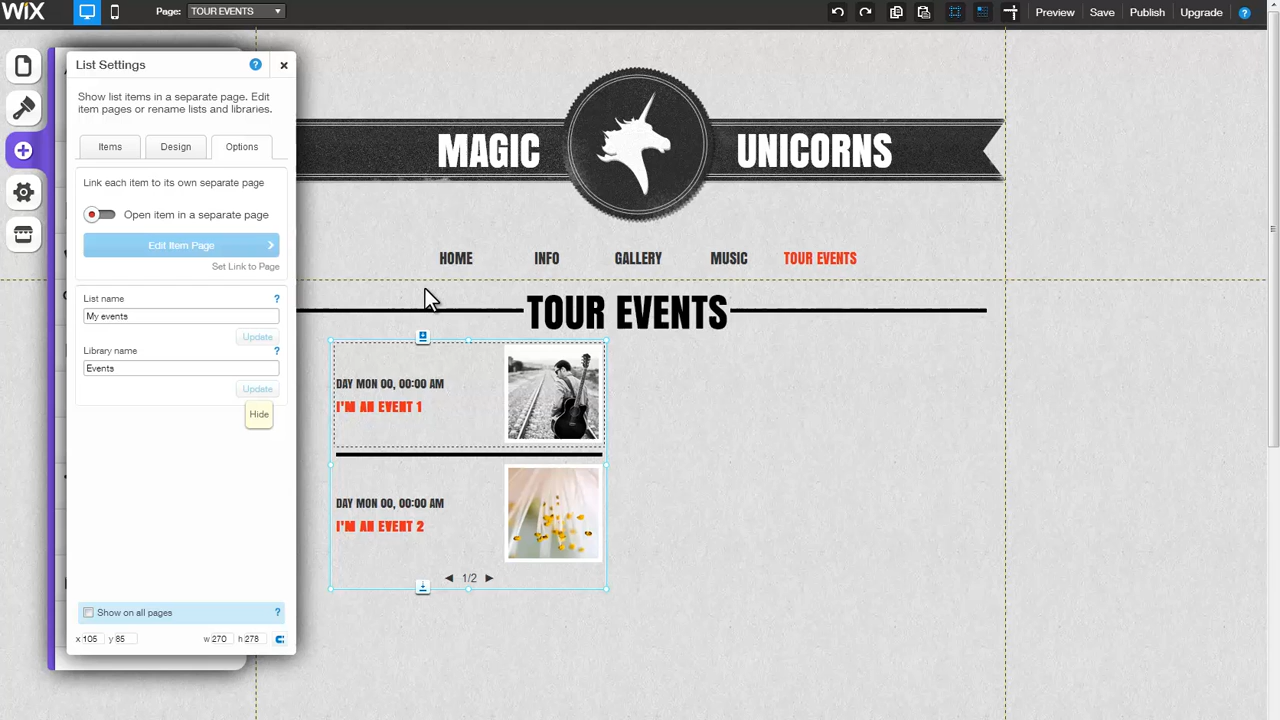 WiX
Page: TOUR EVENTS
Preview Save Publish Upgrade ?
List Settings ?
Show list items in a separate page. Edit
item pages or rename lists and libraries.
Items Design Options
Link each item to its own separate page
Open item in a separate page
Edit Item Page
Set Link to Page
List name ?
My events
Update
Library name ?
Events
Update
Hide
Show on all pages ?
x 105 y 85 w 270 h 278
MAGIC UNICORNS
HOME INFO GALLERY MUSIC TOUR EVENTS
TOUR EVENTS
DAY MON 00, 00:00 AM
I'M AN EVENT 1
DAY MON 00, 00:00 AM
I'M AN EVENT 2
1/2